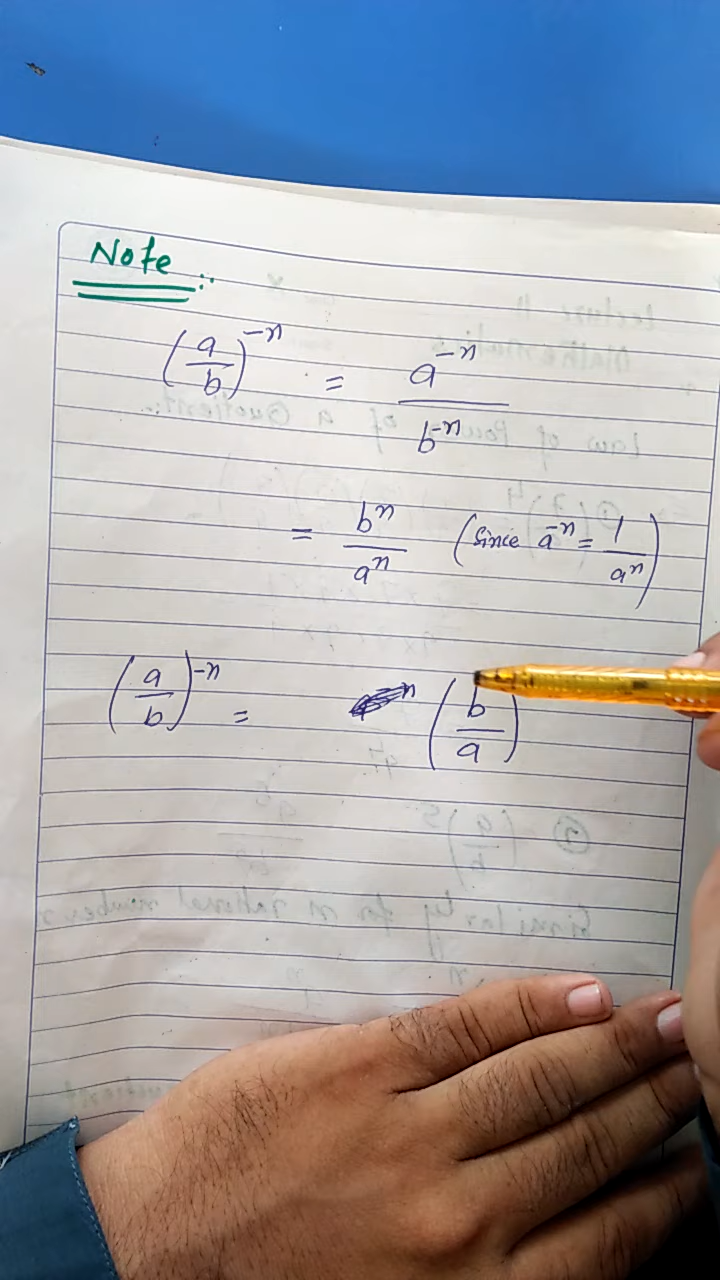 Note :.
(a/b)^-n = a^-n / b^-n
= b^n / a^n (Since a^-n = 1/a^n)
(a/b)^-n = (b/a)